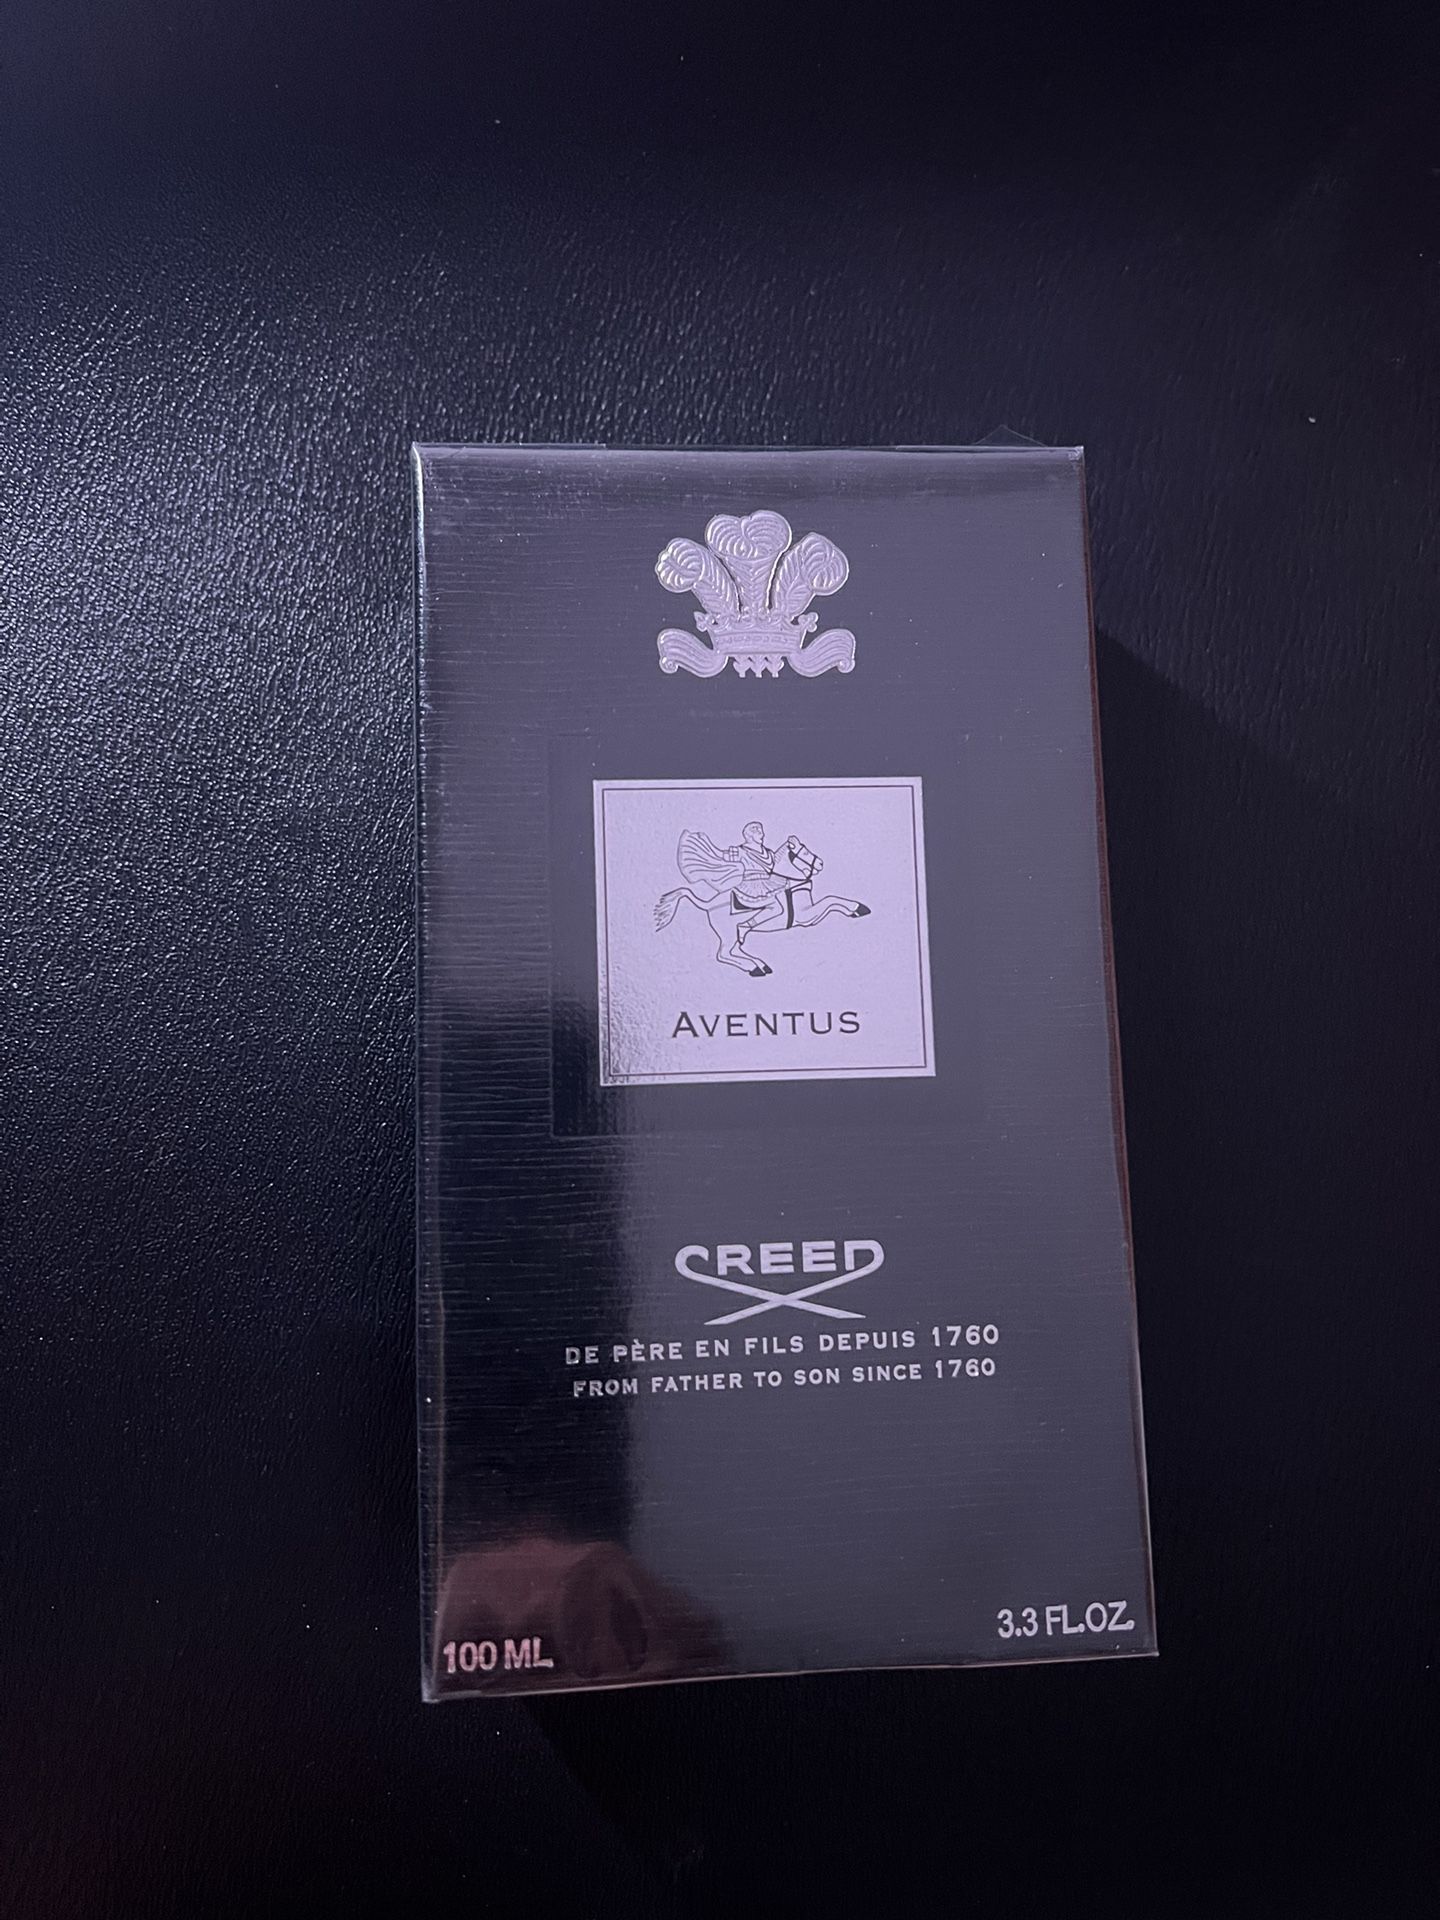 AVENTUS
CREED
DE PÈRE EN FILS DEPUIS 1760
FROM FATHER TO SON SINCE 1760
100 ML
3.3 FL.OZ.